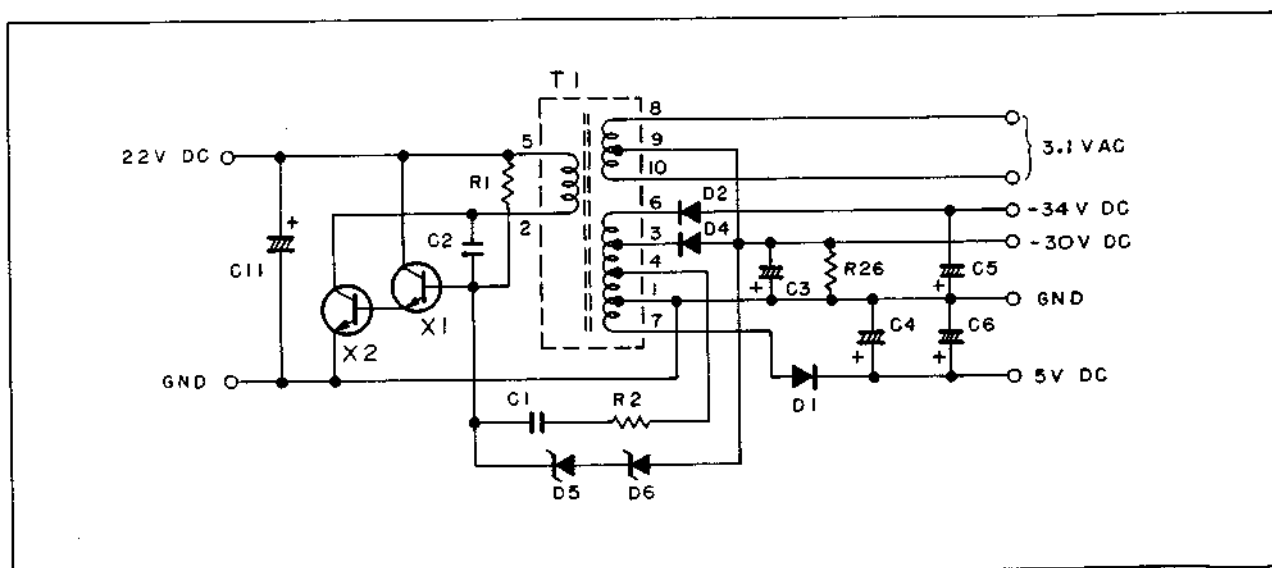 T1
8
9
3.1 VAC
5
22V DC
R1
10
6
D2
-34V DC
3
D4
-30V DC
2
C2
+
4
C11
R26
C5
C3
+
+
1
GND
X1
7
C4
C6
X2
+
+
GND
5V DC
D1
C1
R2
D5
D6